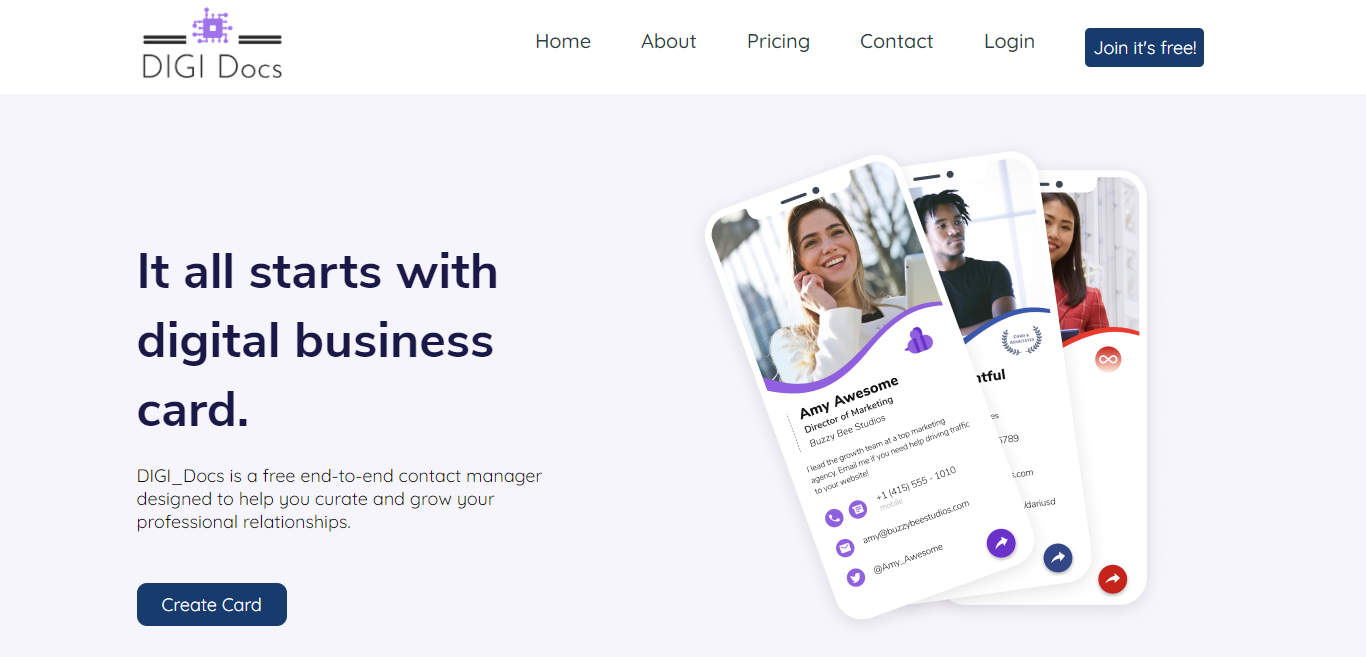 DIGI Docs
Home
About
Pricing
Contact
Login
Join it's free!
It all starts with
digital business
card.
DIGI_Docs is a free end-to-end contact manager
designed to help you curate and grow your
professional relationships.
Create Card
Amy Awesome
Director of Marketing
Buzzy Bee Studios
I lead the growth team at a top marketing
agency. Email me if you need help driving traffic
to your website!
+1 (415) 555 - 1010
mobile
amy@buzzybeestudios.com
@Amy_Awesome
ntful
es
6789
s.com
/dariusd